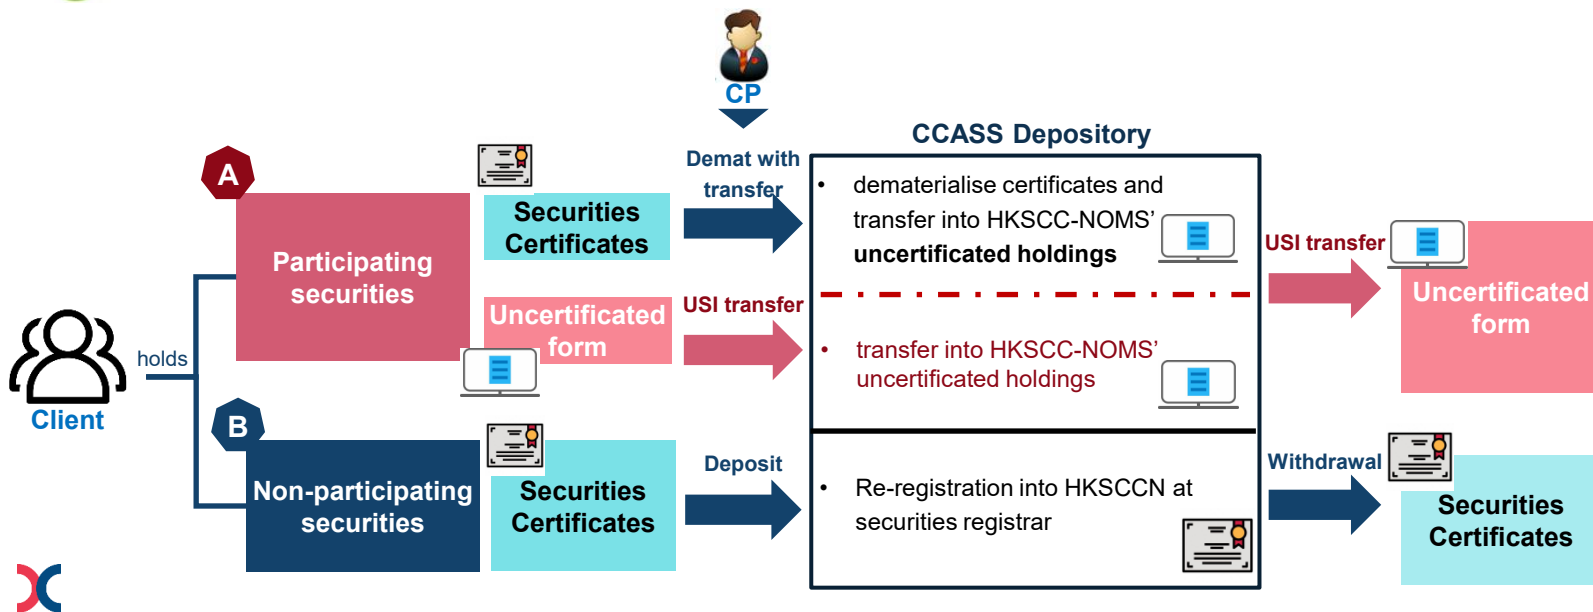 CP
CCASS Depository
A
Participating
securities
Securities
Certificates
Demat with
transfer
• dematerialise certificates and
transfer into HKSCC-NOMS’
uncertificated holdings
USI transfer
Uncertificated
form
Uncertificated
form
USI transfer
• transfer into HKSCC-NOMS’
uncertificated holdings
holds
Client
B
Non-participating
securities
Securities
Certificates
Deposit
• Re-registration into HKSCCN at
securities registrar
Withdrawal
Securities
Certificates